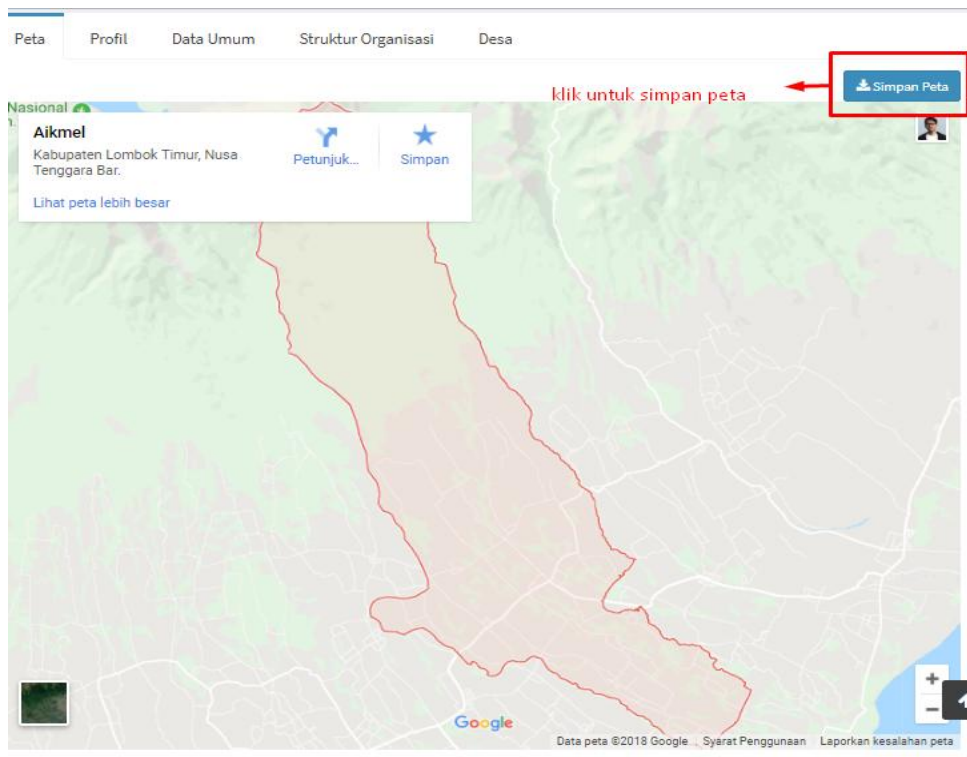 Peta Profil Data Umum Struktur Organisasi Desa
Simpan Peta
klik untuk simpan peta
Nasional
Aikmel
Kabupaten Lombok Timur, Nusa
Tenggara Bar.
Petunjuk...
Simpan
Lihat peta lebih besar
Google
Data peta ©2018 Google Syarat Penggunaan Laporkan kesalahan peta